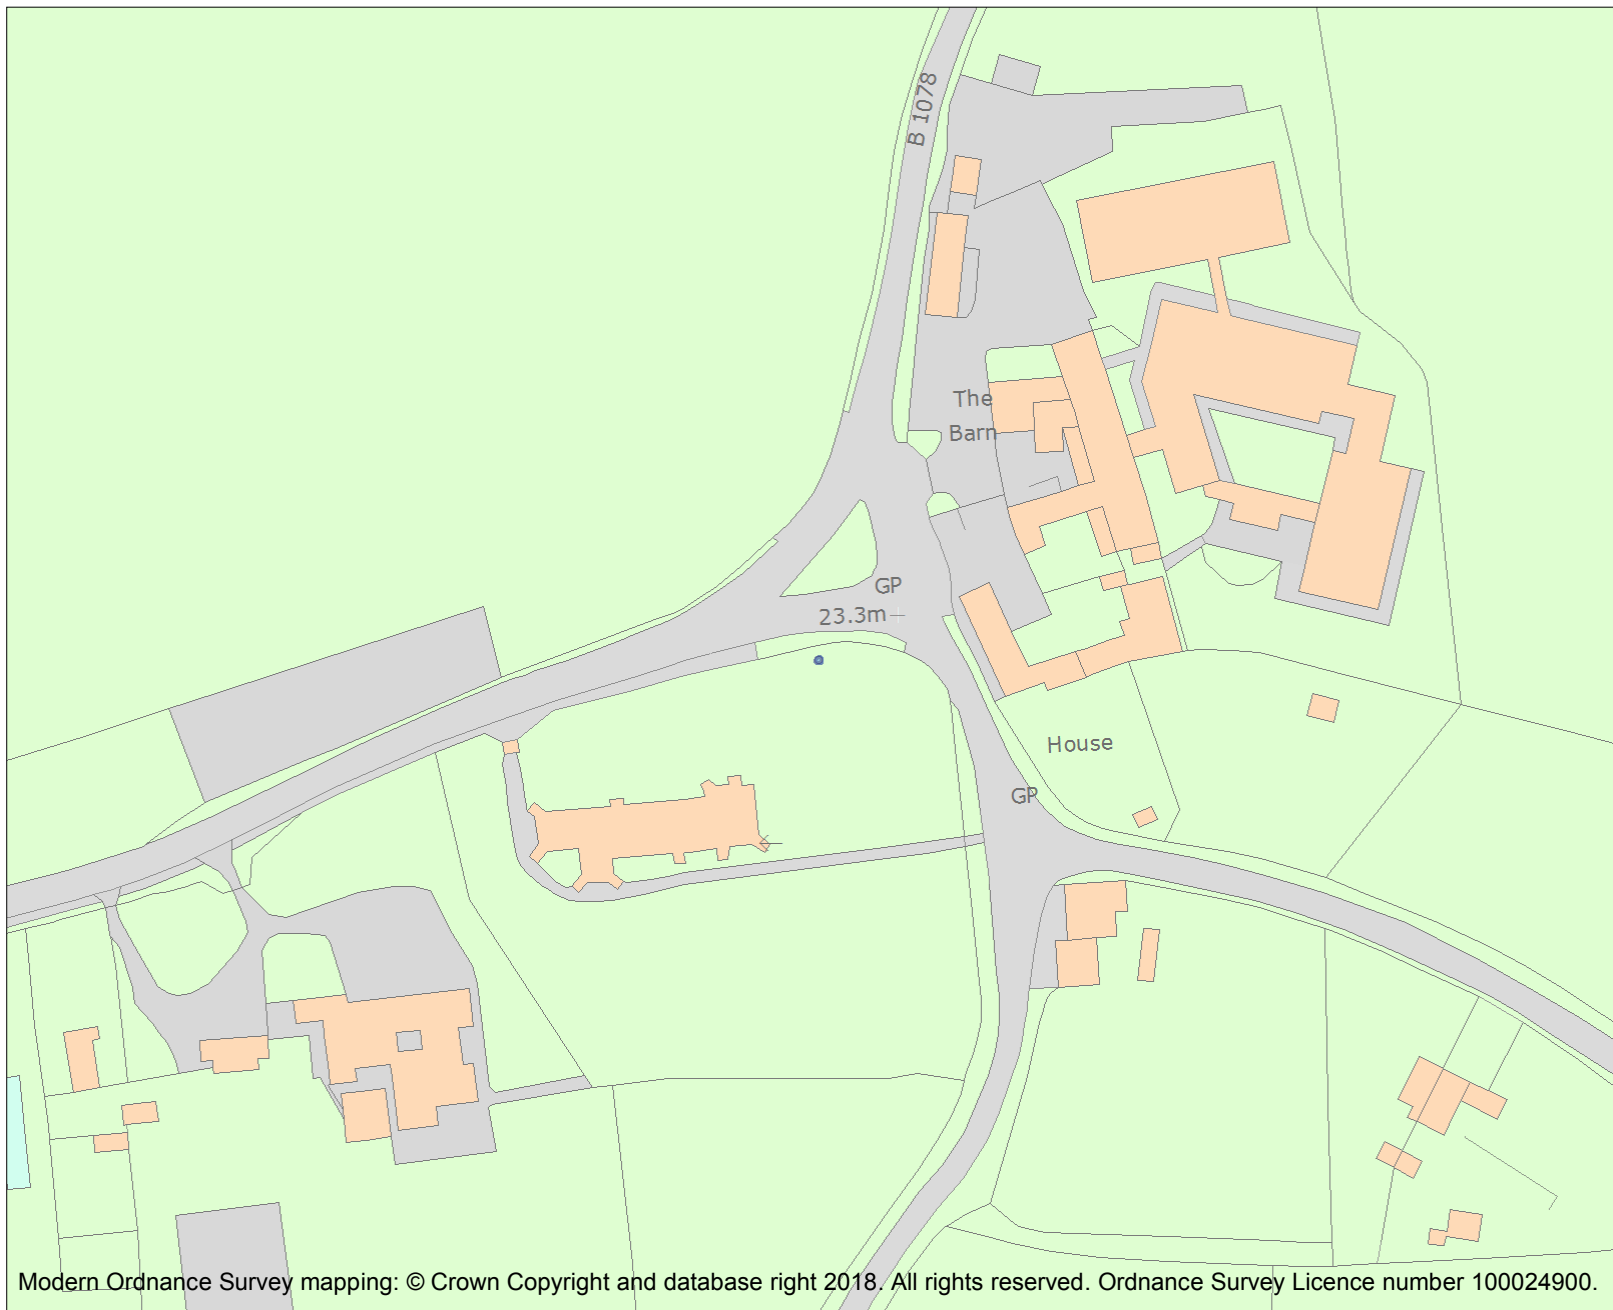 B 1078
The
Barn
GP
23.3m
House
GP
Modern Ordnance Survey mapping: © Crown Copyright and database right 2018. All rights reserved. Ordnance Survey Licence number 100024900.